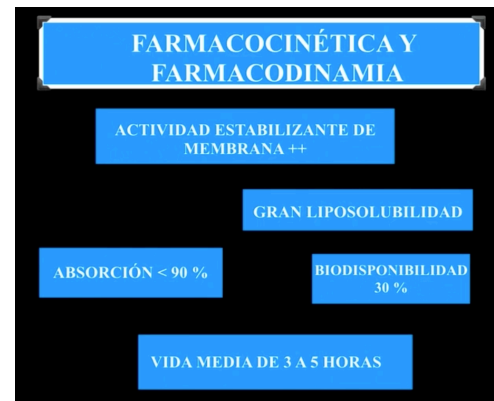 FARMACOCINÉTICA Y
FARMACODINAMIA
ACTIVIDAD ESTABILIZANTE DE
MEMBRANA ++
GRAN LIPOSOLUBILIDAD
ABSORCIÓN < 90 %
BIODISPONIBILIDAD
30 %
VIDA MEDIA DE 3 A 5 HORAS